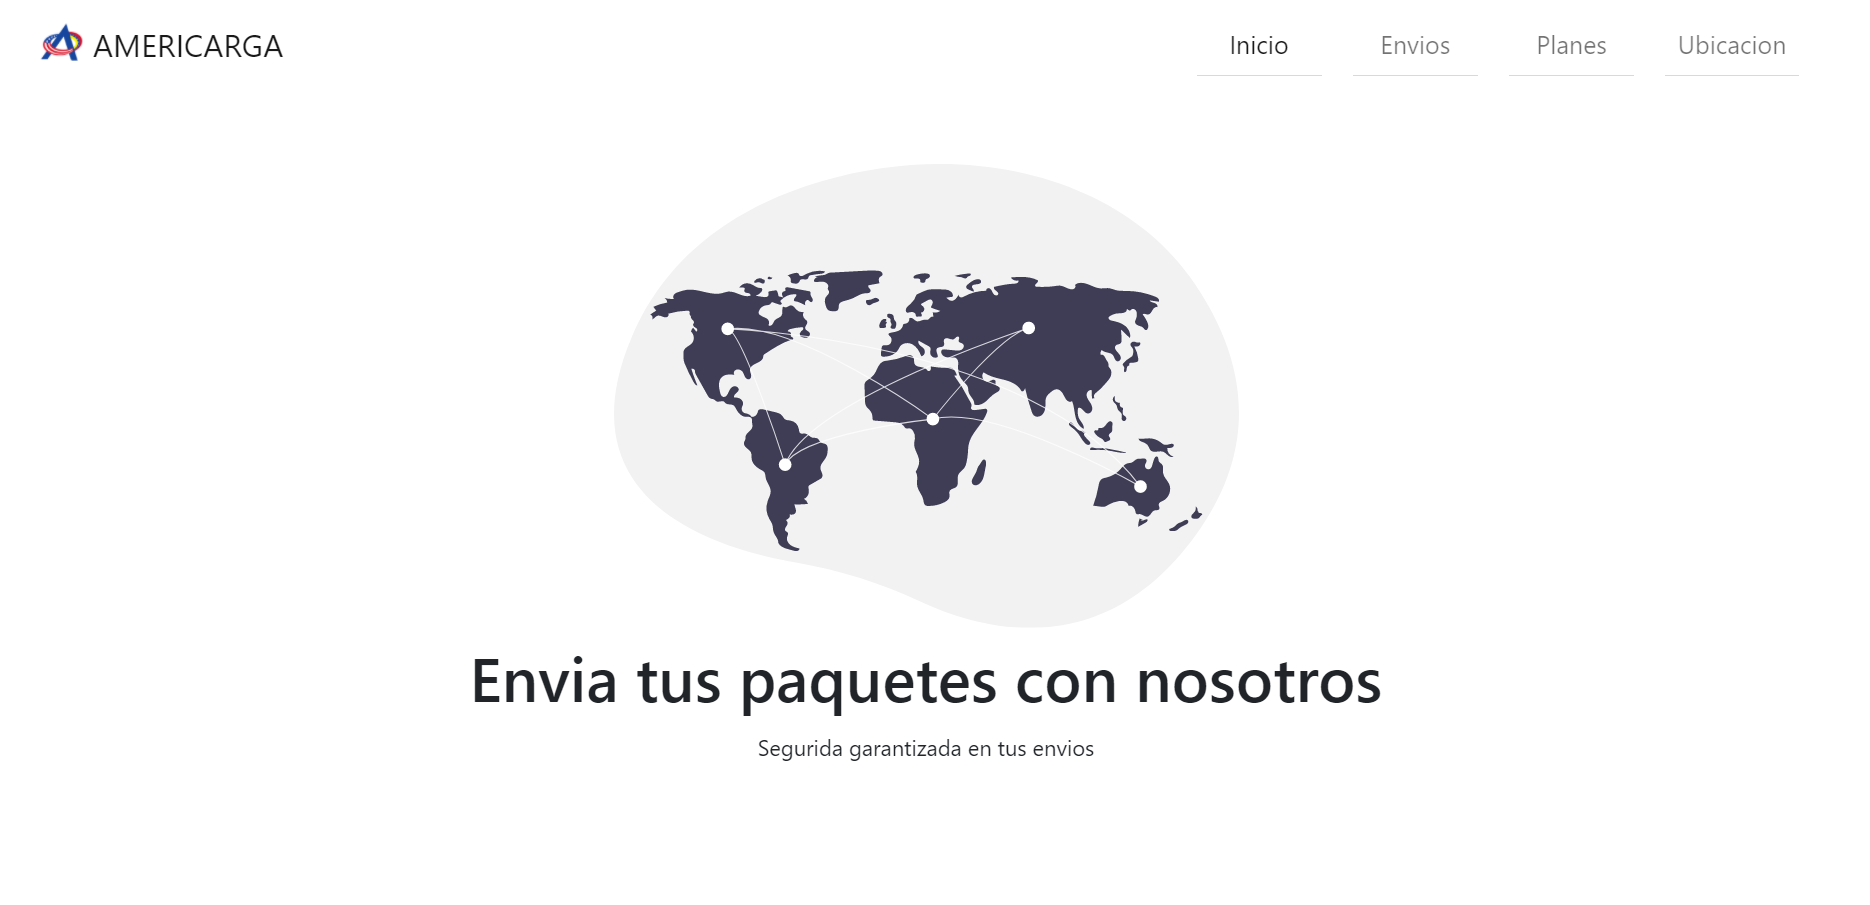 AMERICARGA
Inicio Envios Planes Ubicacion
Envia tus paquetes con nosotros
Segurida garantizada en tus envios